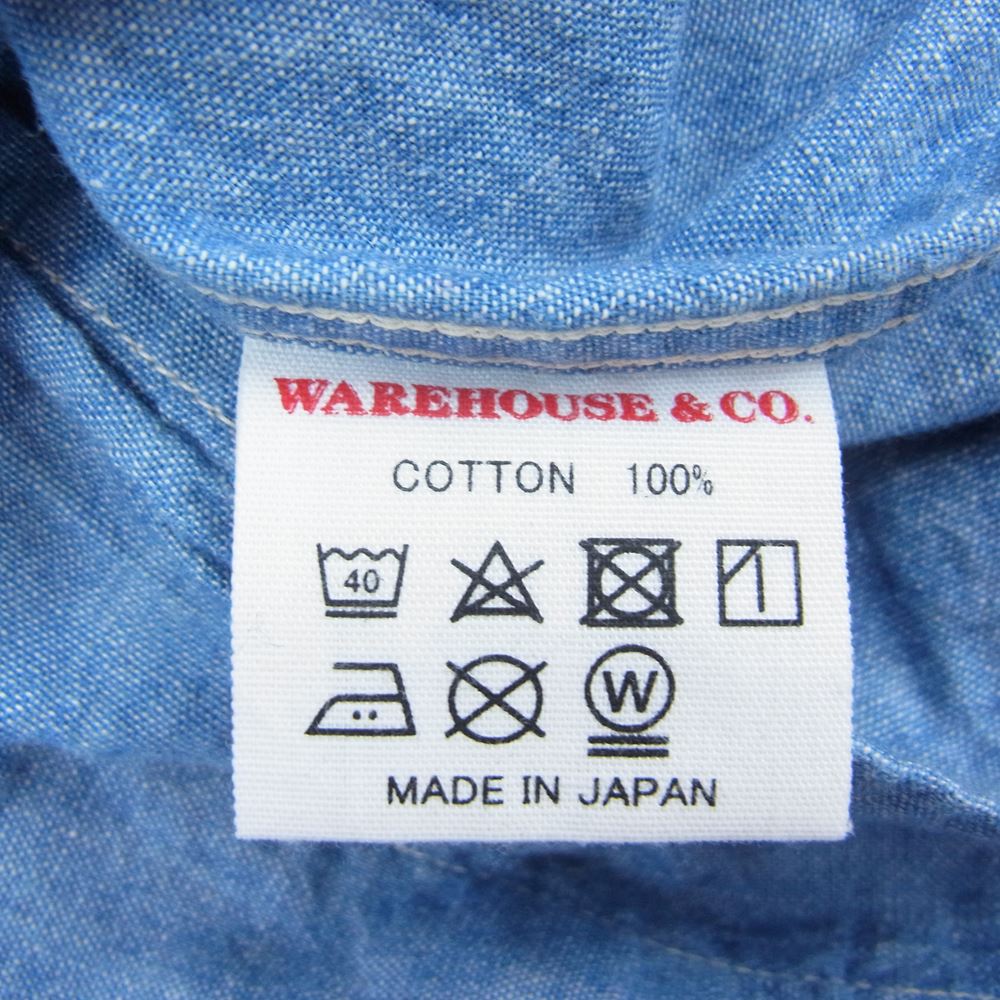 WAREHOUSE & CO.
COTTON 100%
40
W
MADE IN JAPAN